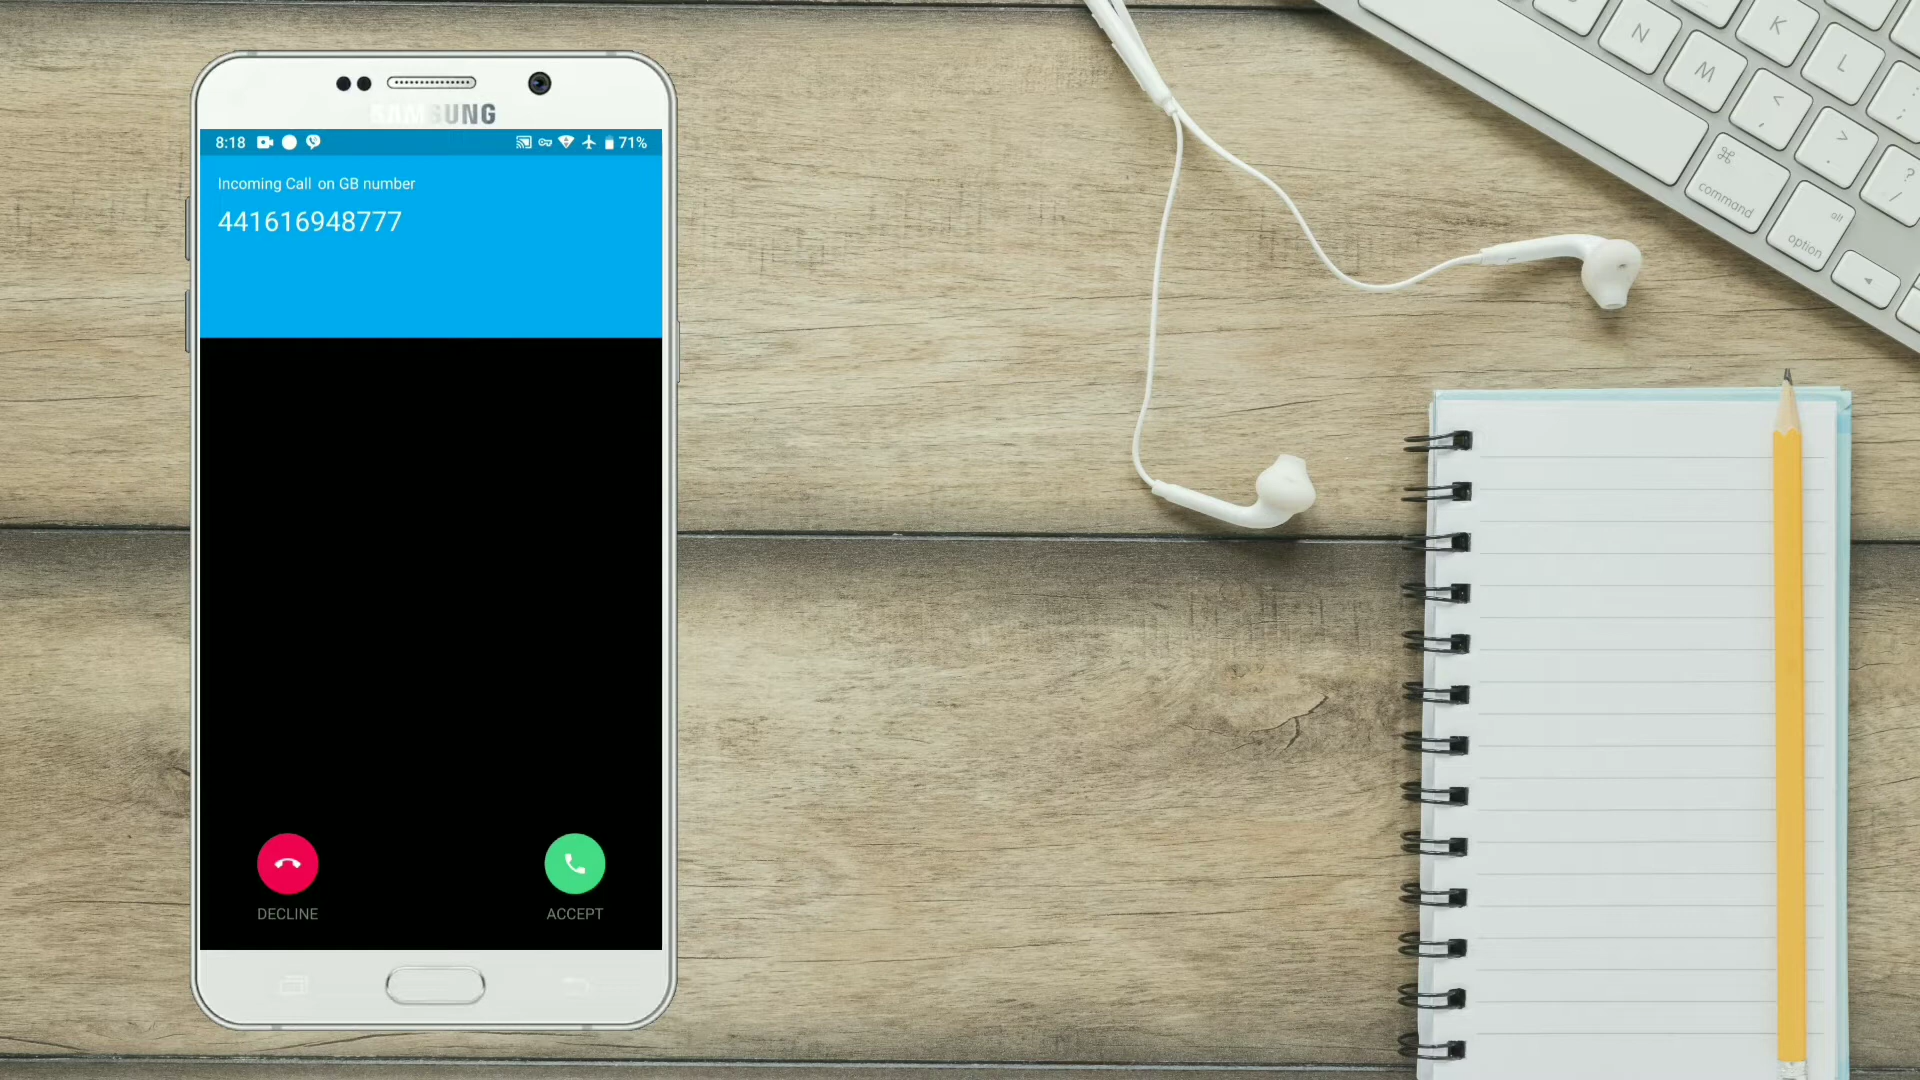 SAMSUNG
8:18 71%
Incoming Call on GB number
441616948777
DECLINE ACCEPT
N M K L
< ,
> .
? /
: ;
⌘ command
alt option